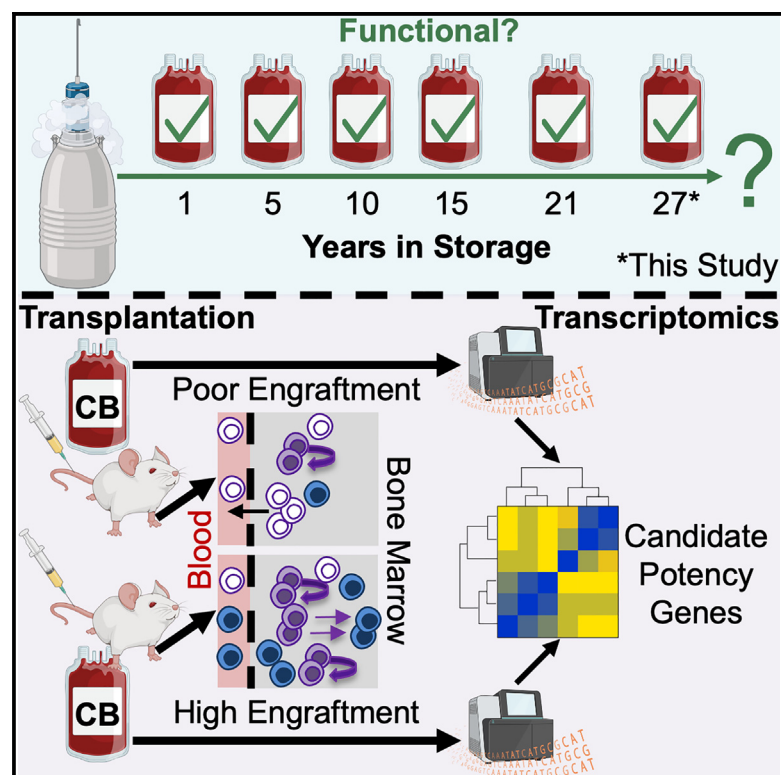 Functional?
1 5 10 15 21 27*
Years in Storage
*This Study
?
Transplantation
Transcriptomics
CB
Poor Engraftment
Blood
Bone Marrow
Candidate
Potency
Genes
CB
High Engraftment